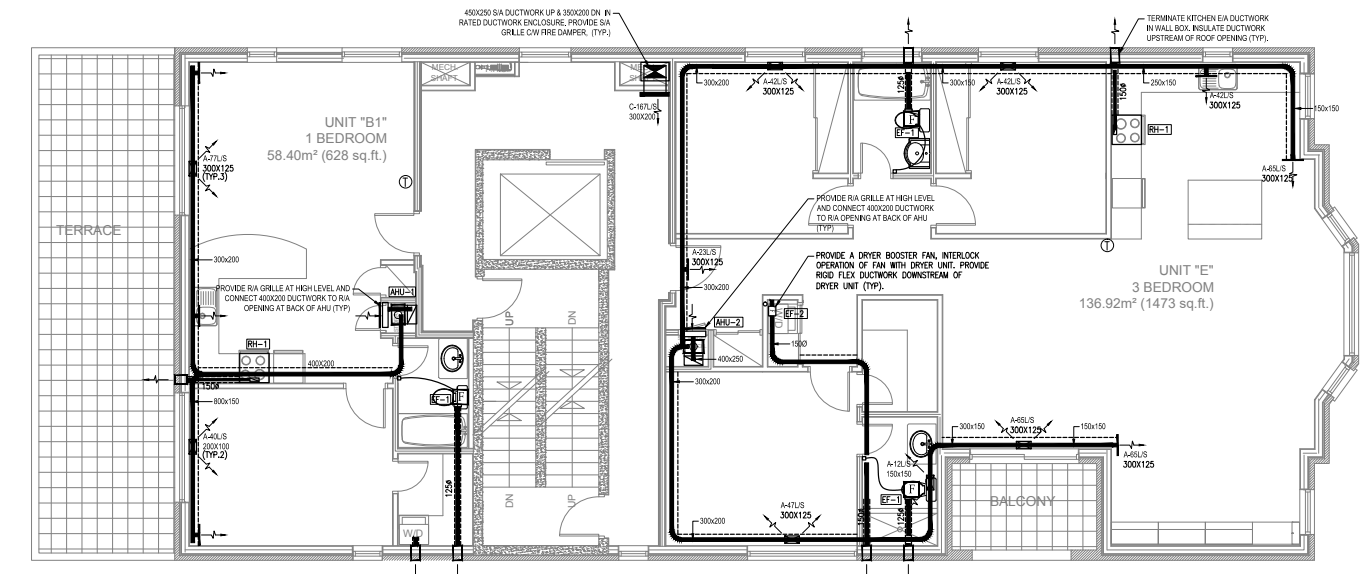 450X250 S/A DUCTWORK UP & 350X200 DN IN
RATED DUCTWORK ENCLOSURE. PROVIDE S/A
GRILLE C/W FIRE DAMPER, (TYP.)
TERMINATE KITCHEN E/A DUCTWORK
IN WALL BOX. INSULATE DUCTWORK
UPSTREAM OF ROOF OPENING (TYP).
MECH
SHAFT
MECH
SHAFT
C-167L/S
300X200
UNIT "B1"
1 BEDROOM
58.40m² (628 sq.ft.)
A-77L/S
300X125
(TYP.3)
T
TERRACE
300x200
PROVIDE R/A GRILLE AT HIGH LEVEL AND
CONNECT 400X200 DUCTWORK TO R/A
OPENING AT BACK OF AHU (TYP)
AHU-1
RH-1
400X200
150Ø
800x150
A-40L/S
200X100
(TYP.2)
EF-1
F
125Ø
W/D
UP
DN
DN
UP
300x200
A-42L/S
300X125
125Ø
F
EF-1
300x150
A-42L/S
300X125
150Ø
250x150
A-42L/S
300X125
150x150
RH-1
A-65L/S
300X125
PROVIDE R/A GRILLE AT HIGH LEVEL
AND CONNECT 400X200 DUCTWORK
TO R/A OPENING AT BACK OF AHU
(TYP)
T
A-23L/S
300X125
300x200
PROVIDE A DRYER BOOSTER FAN, INTERLOCK
OPERATION OF FAN WITH DRYER UNIT. PROVIDE
RIGID FLEX DUCTWORK DOWNSTREAM OF
DRYER UNIT (TYP).
UNIT "E"
3 BEDROOM
136.92m² (1473 sq.ft.)
AHU-2
W/D
EF-2
150Ø
400x250
300x200
A-65L/S
300X125
300x150
150x150
A-65L/S
300X125
A-12L/S
150x150
EF-1
F
BALCONY
A-47L/S
300X125
300x200
150Ø
125Ø